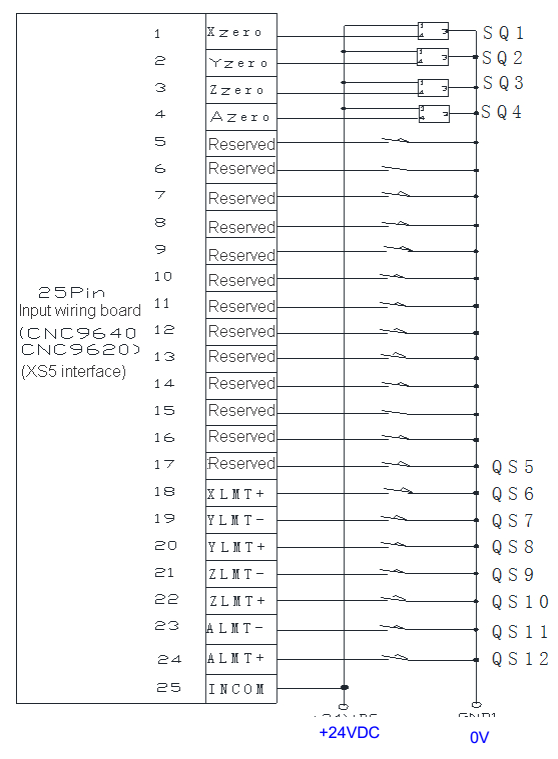 1 Xzero SQ1
2 Yzero SQ2
3 Zzero SQ3
4 Azero SQ4
5 Reserved
6 Reserved
7 Reserved
8 Reserved
9 Reserved
10 Reserved
11 Reserved
12 Reserved
13 Reserved
14 Reserved
15 Reserved
16 Reserved
17 Reserved QS5
18 XLMT+ QS6
19 YLMT- QS7
20 YLMT+ QS8
21 ZLMT- QS9
22 ZLMT+ QS10
23 ALMT- QS11
24 ALMT+ QS12
25 INCOM
25Pin
Input wiring board
(CNC9640
CNC9620)
(XS5 interface)
+24VDC
0V